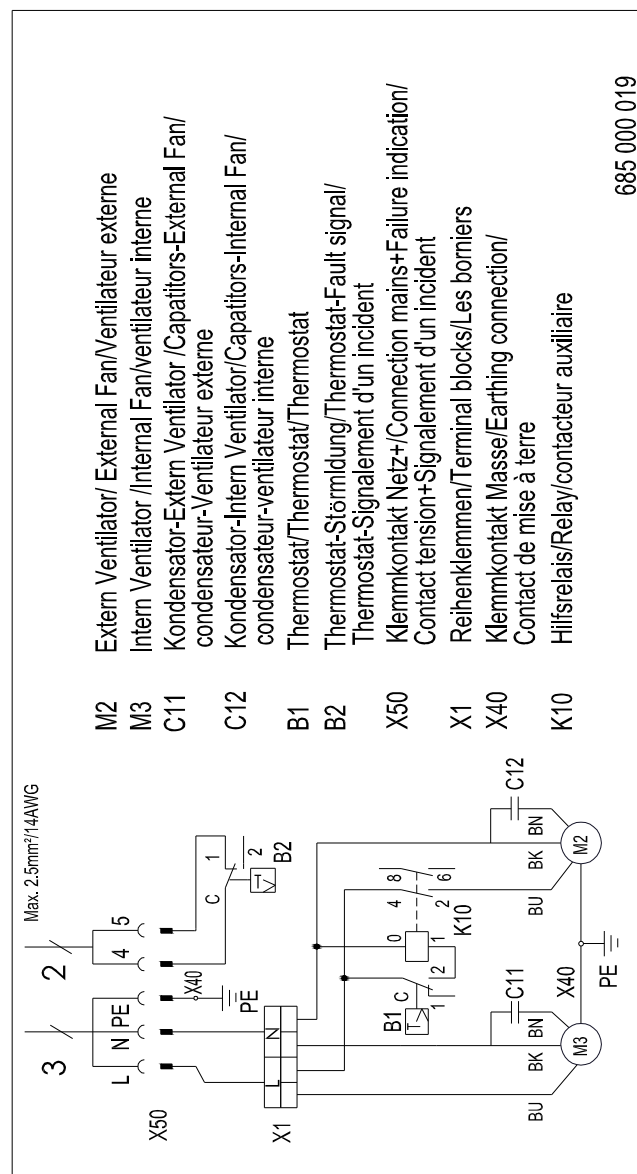 M2 Extern Ventilator/ External Fan/Ventilateur externe
M3 Intern Ventilator /Internal Fan/ventilateur interne
C11 Kondensator-Extern Ventilator /Capatitors-External Fan/
condensateur-Ventilateur externe
C12 Kondensator-Intern Ventilator/Capatitors-Internal Fan/
condensateur-ventilateur interne
B1 Thermostat/Thermostat/Thermostat
B2 Thermostat-Störmldung/Thermostat-Fault signal/
Thermostat-Signalement d'un incident
X50 Klemmkontakt Netz+/Connection mains+Failure indication/
Contact tension+Signalement d'un incident
X1 Reihenklemmen/Terminal blocks/Les borniers
X40 Klemmkontakt Masse/Earthing connection/
Contact de mise à terre
K10 Hilfsrelais/Relay/contacteur auxiliaire
685 000 019
Max. 2.5mm²/14AWG
3 2
L N PE 4 5
X50
X40
PE
C 1
2
B2
X1
L N
B1
C
1 2
0
1
4 8
2 6
K10
C11
C12
BU BK BN
BU BK BN
M3
M2
X40
PE